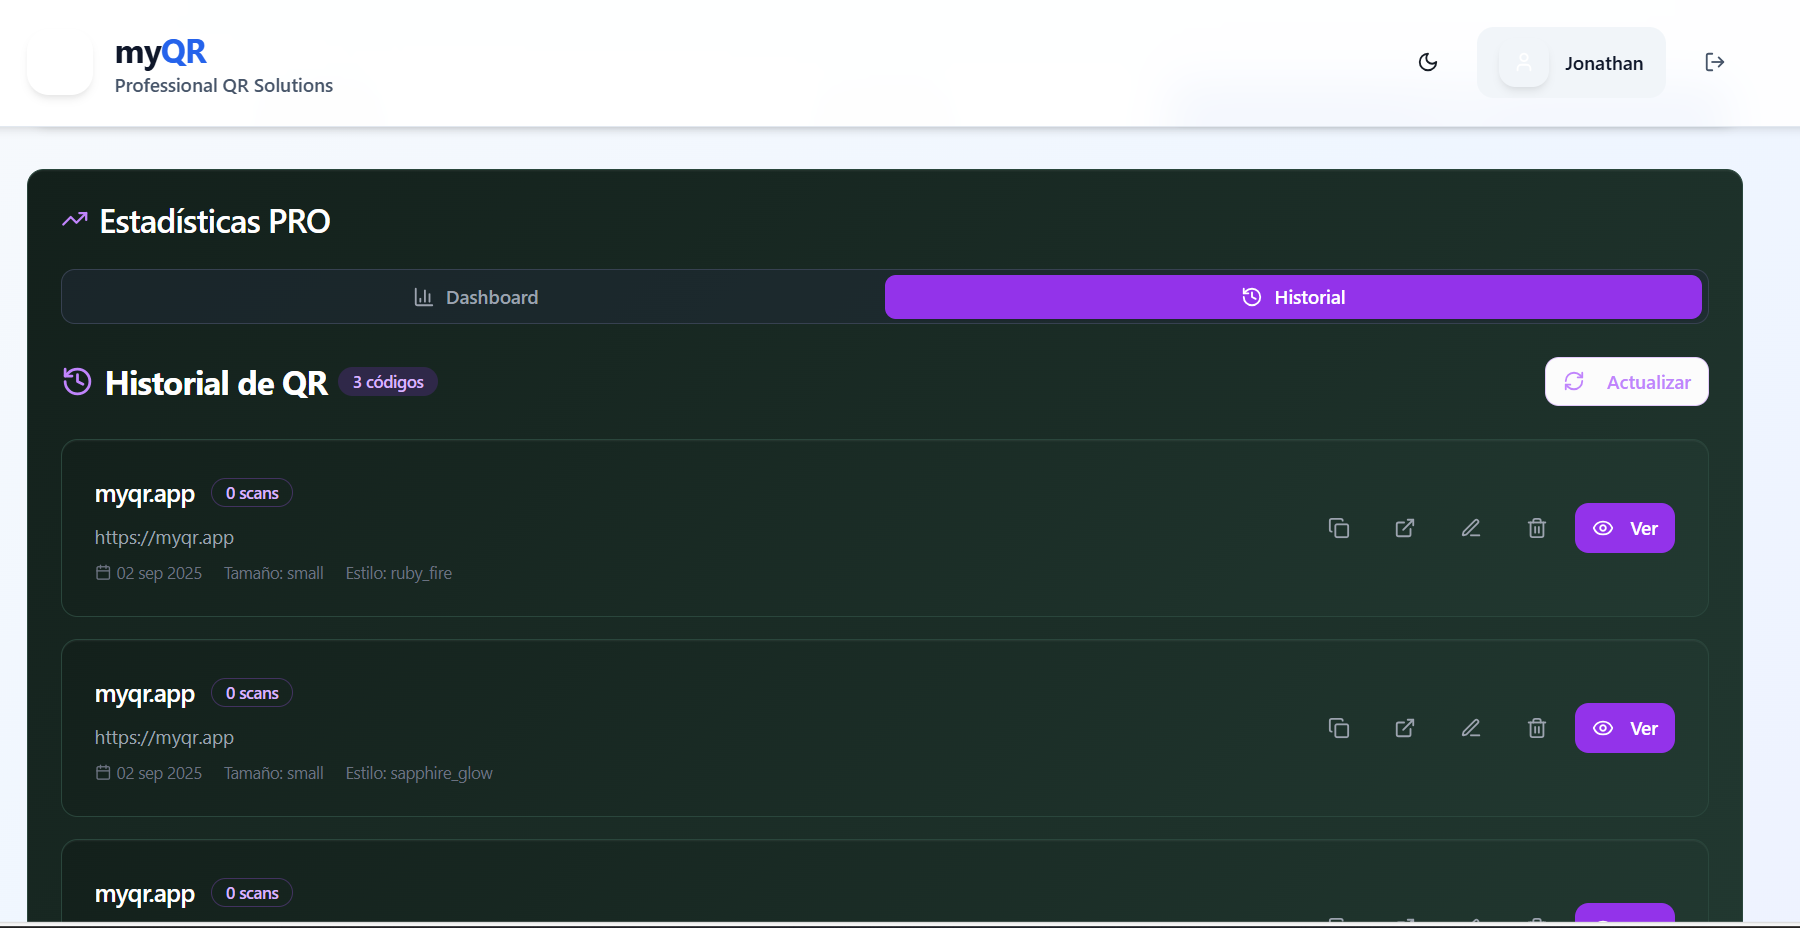 myQR
Professional QR Solutions
Jonathan
Estadísticas PRO
Dashboard
Historial
Historial de QR
3 códigos
Actualizar
myqr.app
0 scans
https://myqr.app
02 sep 2025 Tamaño: small Estilo: ruby_fire
Ver
myqr.app
0 scans
https://myqr.app
02 sep 2025 Tamaño: small Estilo: sapphire_glow
Ver
myqr.app
0 scans